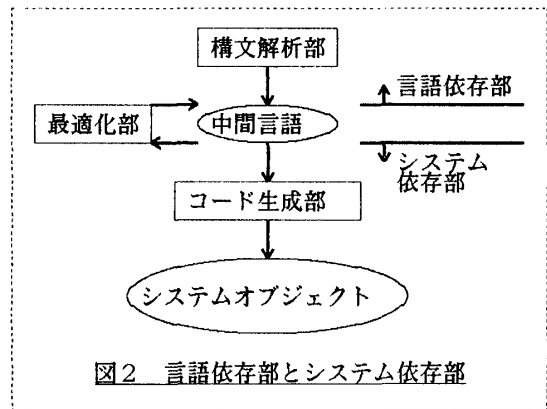 構文解析部
言語依存部
最適化部
中間言語
システム
依存部
コード生成部
システムオブジェクト
図2 言語依存部とシステム依存部